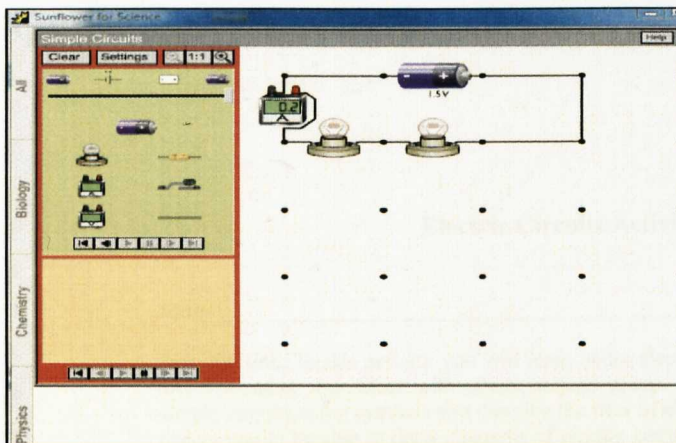 Sunflower for Science
Simple Circuits
Help
Clear
Settings
1:1
All
Biology
Chemistry
Physics
- +
1.5V
0.2
A